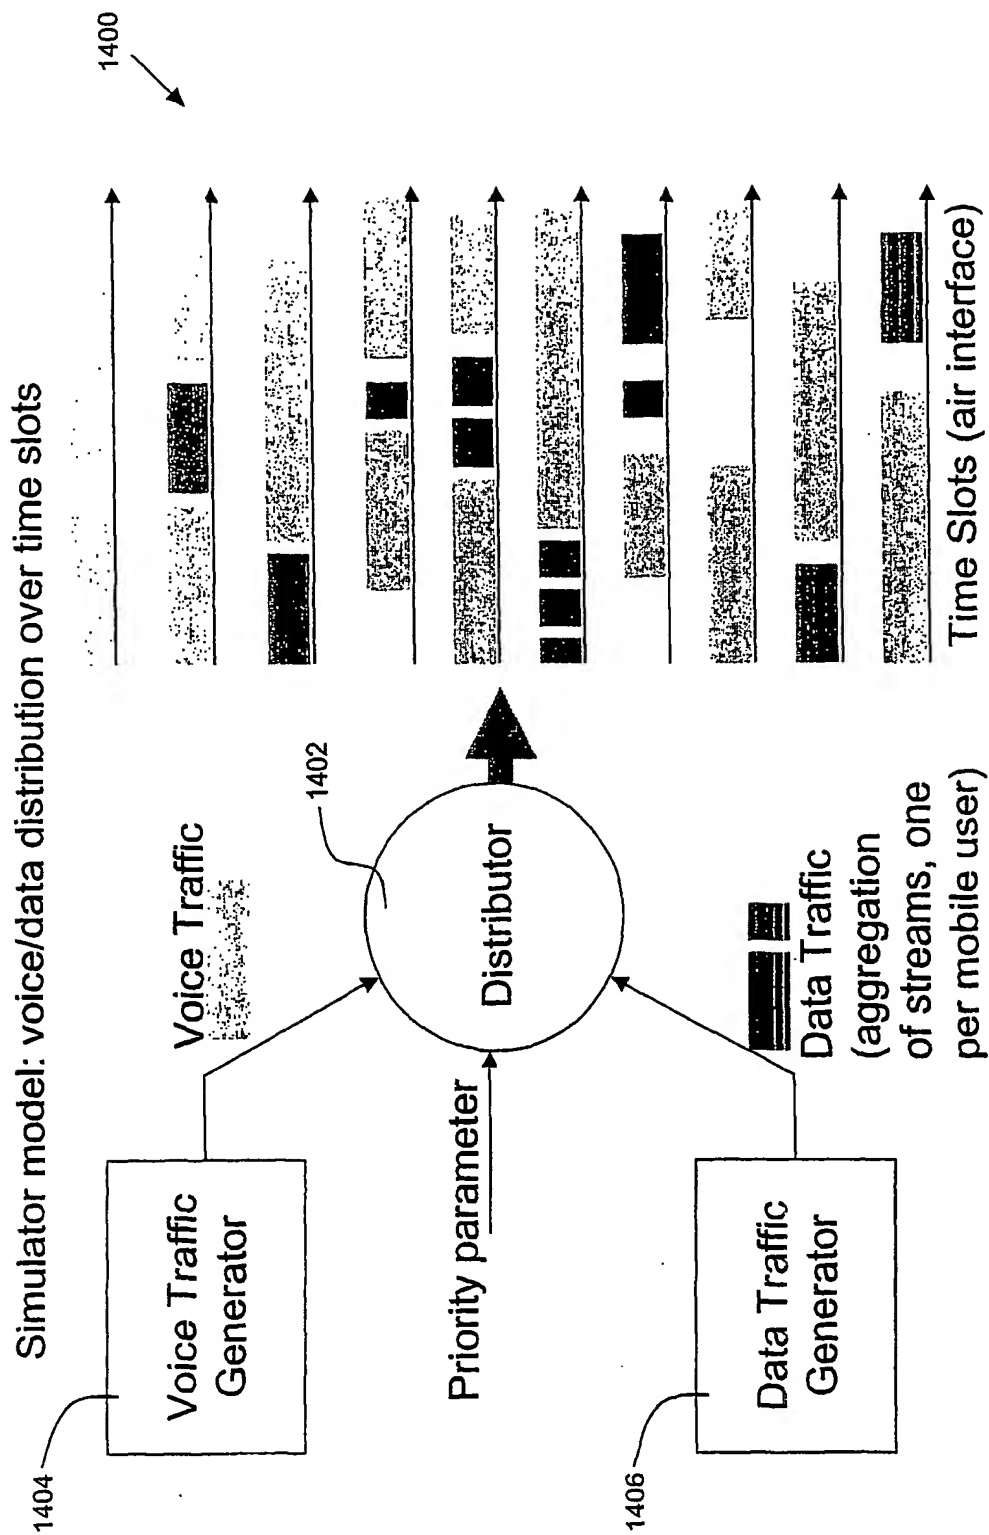 Simulator model: voice/data distribution over time slots
1400
1404
Voice Traffic
Generator
Voice Traffic
1402
Priority parameter
Distributor
1406
Data Traffic
Generator
Data Traffic
(aggregation
of streams, one
per mobile user)
Time Slots (air interface)